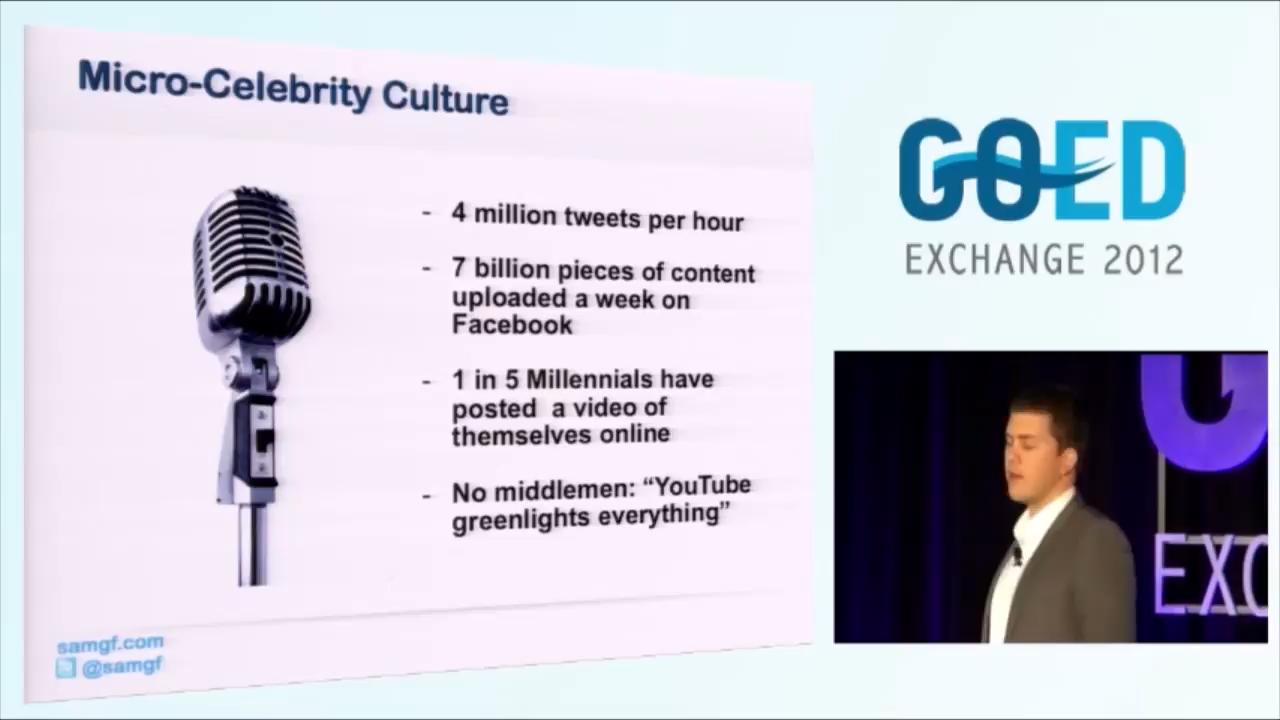 Micro-Celebrity Culture
- 4 million tweets per hour
- 7 billion pieces of content
uploaded a week on
Facebook
- 1 in 5 Millennials have
posted a video of
themselves online
- No middlemen: “YouTube
greenlights everything”
samgf.com
@samgf
GOED
EXCHANGE 2012
G
EXC